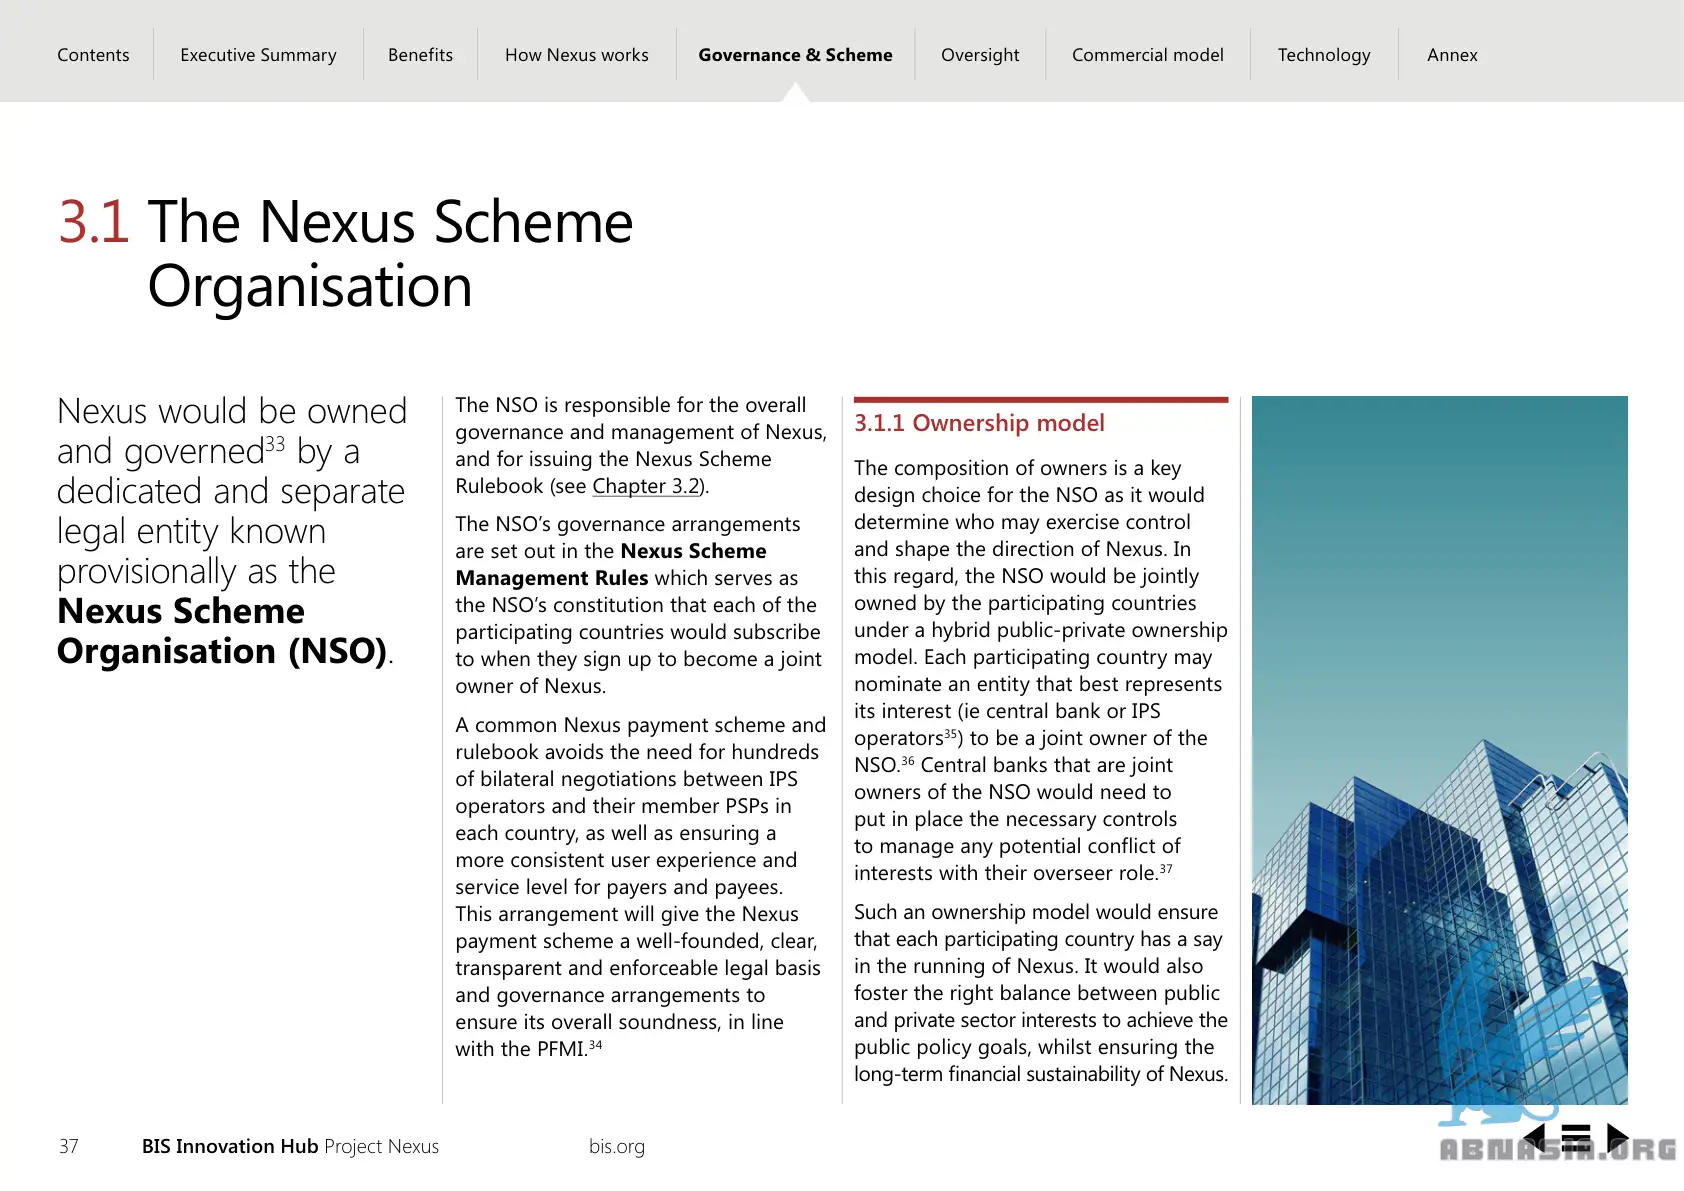 Contents
Executive Summary
Benefits
How Nexus works
Governance & Scheme
Oversight
Commercial model
Technology
Annex
3.1 The Nexus Scheme
Organisation
Nexus would be owned
and governed33 by a
dedicated and separate
legal entity known
provisionally as the
Nexus Scheme
Organisation (NSO).
The NSO is responsible for the overall
governance and management of Nexus,
and for issuing the Nexus Scheme
Rulebook (see Chapter 3.2).
The NSO’s governance arrangements
are set out in the Nexus Scheme
Management Rules which serves as
the NSO’s constitution that each of the
participating countries would subscribe
to when they sign up to become a joint
owner of Nexus.
A common Nexus payment scheme and
rulebook avoids the need for hundreds
of bilateral negotiations between IPS
operators and their member PSPs in
each country, as well as ensuring a
more consistent user experience and
service level for payers and payees.
This arrangement will give the Nexus
payment scheme a well-founded, clear,
transparent and enforceable legal basis
and governance arrangements to
ensure its overall soundness, in line
with the PFMI.34
3.1.1 Ownership model
The composition of owners is a key
design choice for the NSO as it would
determine who may exercise control
and shape the direction of Nexus. In
this regard, the NSO would be jointly
owned by the participating countries
under a hybrid public-private ownership
model. Each participating country may
nominate an entity that best represents
its interest (ie central bank or IPS
operators35) to be a joint owner of the
NSO.36 Central banks that are joint
owners of the NSO would need to
put in place the necessary controls
to manage any potential conflict of
interests with their overseer role.37
Such an ownership model would ensure
that each participating country has a say
in the running of Nexus. It would also
foster the right balance between public
and private sector interests to achieve the
public policy goals, whilst ensuring the
long-term financial sustainability of Nexus.
37
BIS Innovation Hub Project Nexus
bis.org
ABNASIA.ORG